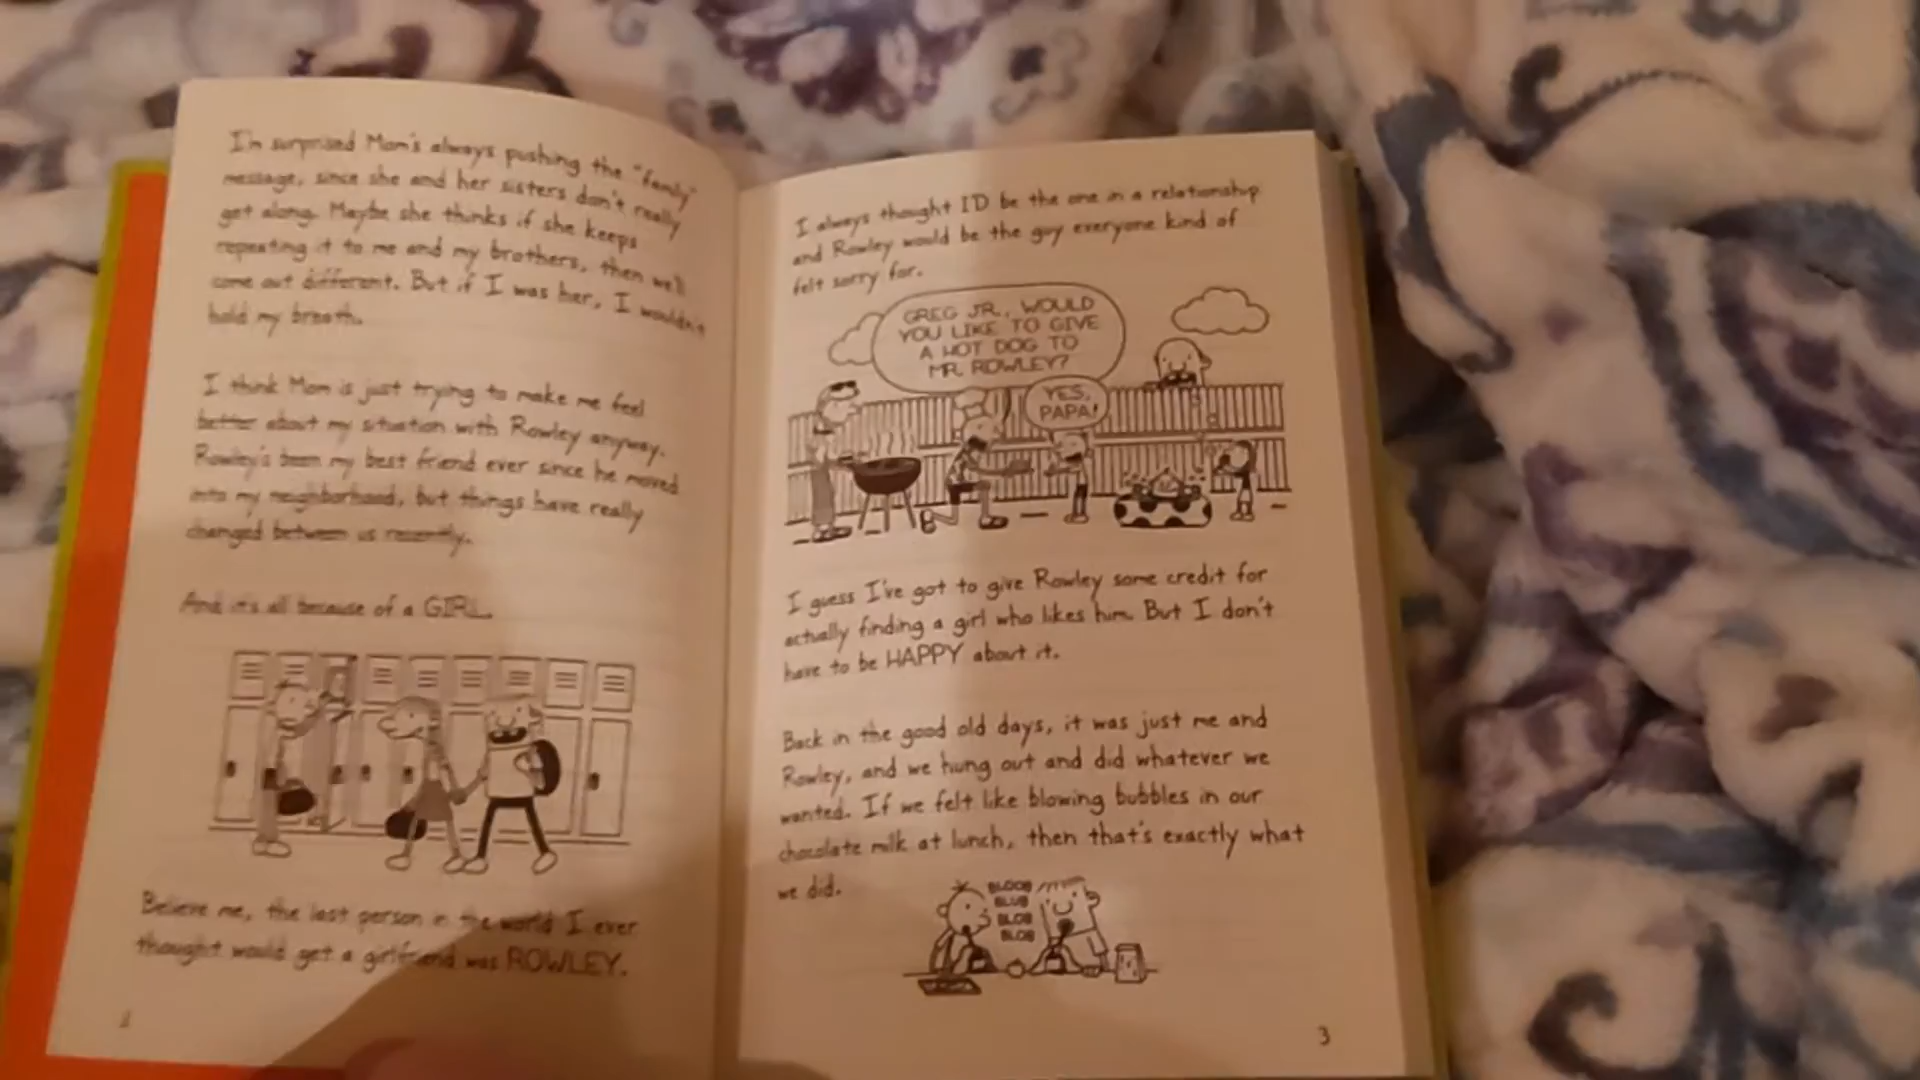 I'm surprised Mom's always pushing the "family"
message, since she and her sisters don't really
get along. Maybe she thinks if she keeps
repeating it to me and my brothers, then we'll
come out different. But if I was her, I wouldn't
hold my breath.
I think Mom is just trying to make me feel
better about my situation with Rowley anyway.
Rowley's been my best friend ever since he moved
into my neighborhood, but things have really
changed between us recently.
And it's all because of a GIRL.
Believe me, the last person in the world I ever
thought would get a girlfriend was ROWLEY.
2
I always thought I'D be the one in a relationship
and Rowley would be the guy everyone kind of
felt sorry for.
GREG JR., WOULD
YOU LIKE TO GIVE
A HOT DOG TO
MR. ROWLEY?
YES,
PAPA!
I guess I've got to give Rowley some credit for
actually finding a girl who likes him. But I don't
have to be HAPPY about it.
Back in the good old days, it was just me and
Rowley, and we hung out and did whatever we
wanted. If we felt like blowing bubbles in our
chocolate milk at lunch, then that's exactly what
we did.
BLOOB
BLUB
BLOB
BLOB
3